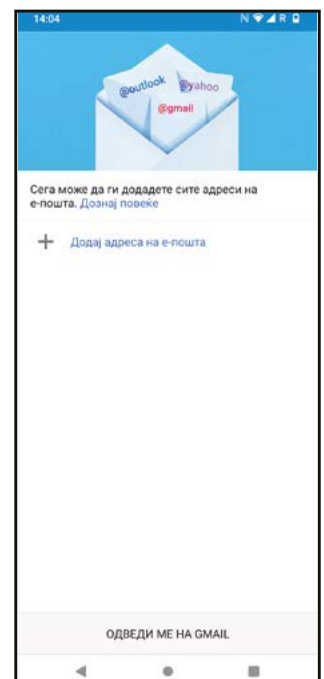 14:04 N R
@outlook @yahoo
@gmail
Сега може да ги додадете сите адреси на
е-пошта. Дознај повеќе
Додај адреса на е-пошта
ОДВЕДИ МЕ НА GMAIL